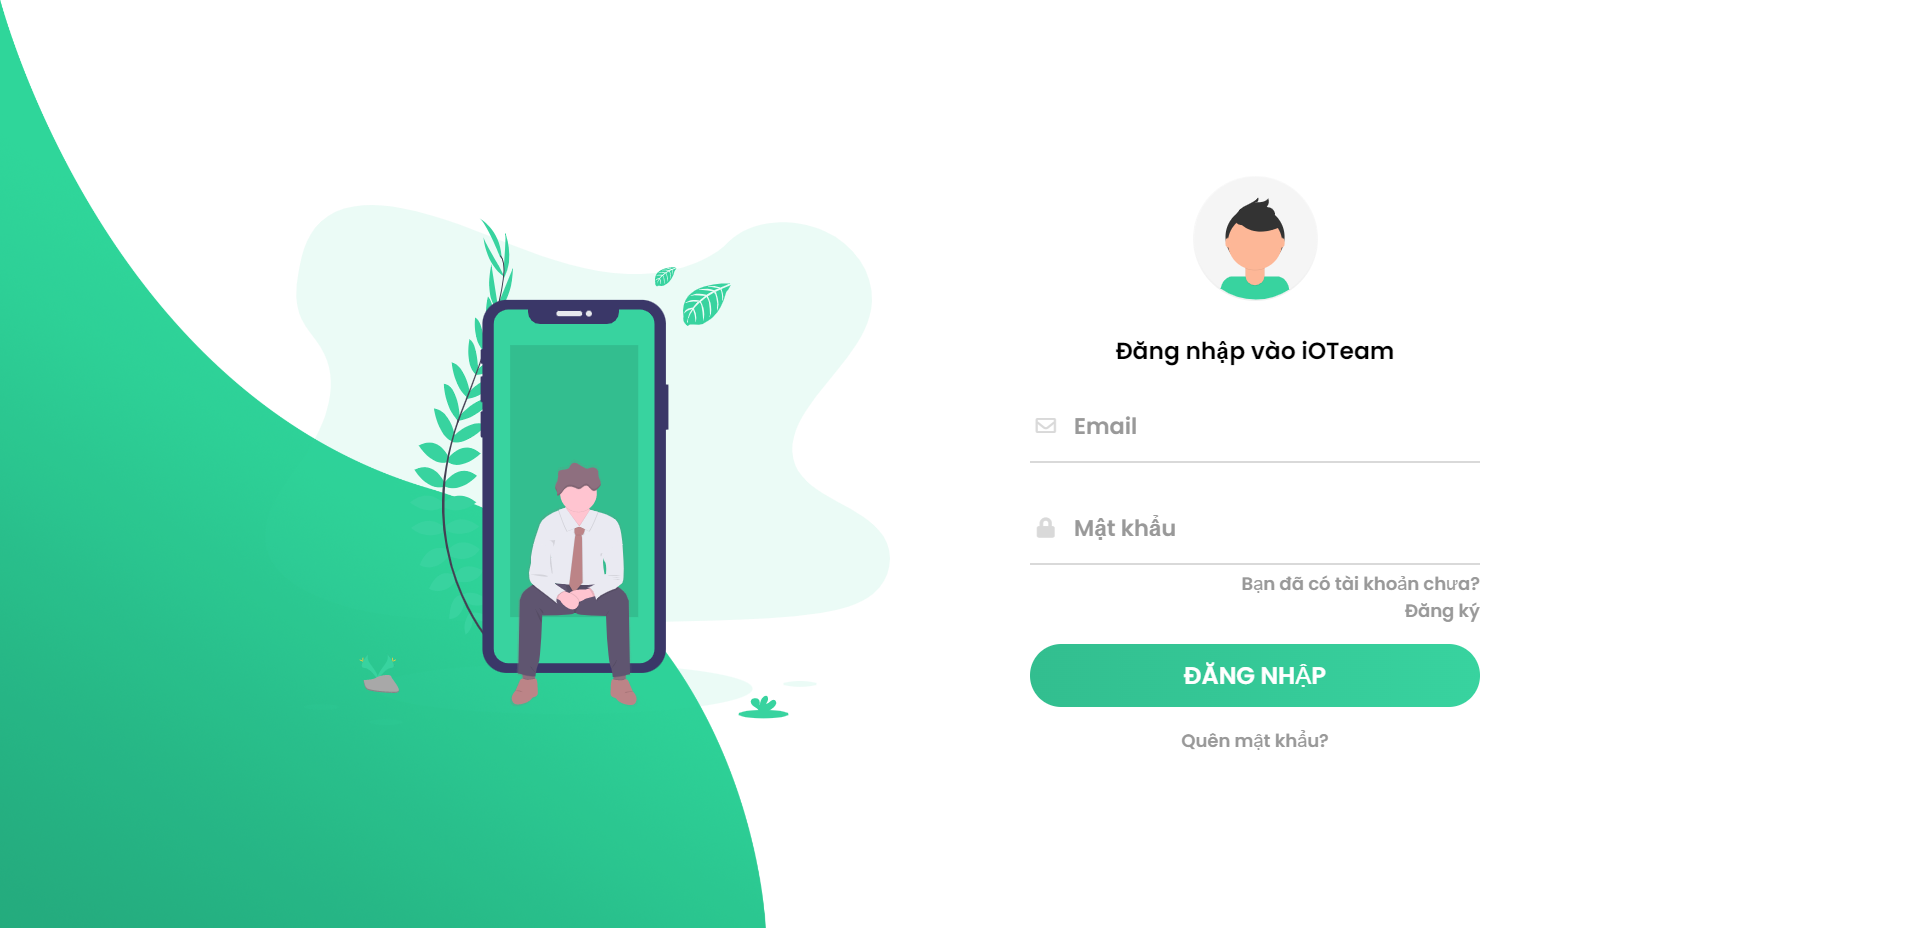 Đăng nhập vào iOTeam
Email
Mật khẩu
Bạn đã có tài khoản chưa?
Đăng ký
ĐĂNG NHẬP
Quên mật khẩu?